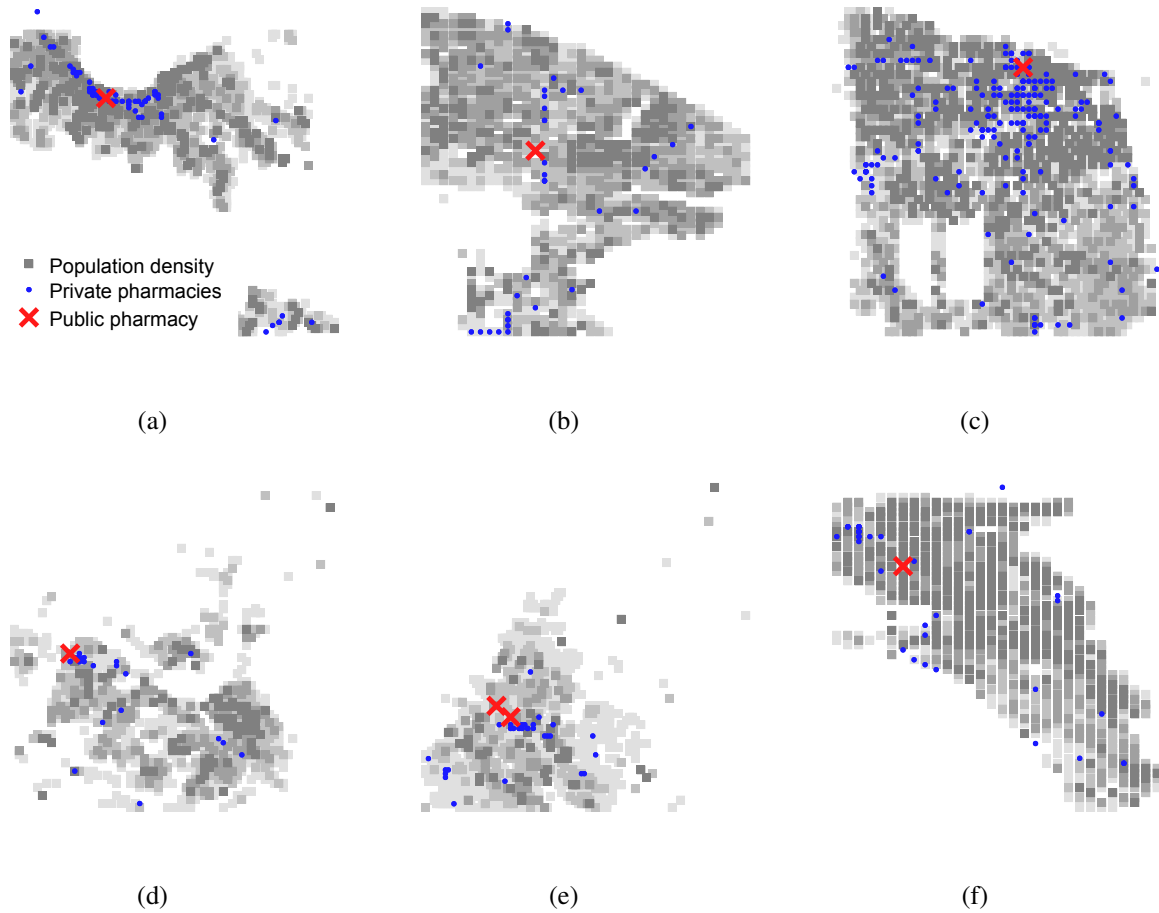 Population density
Private pharmacies
Public pharmacy
(a)
(b)
(c)
(d)
(e)
(f)